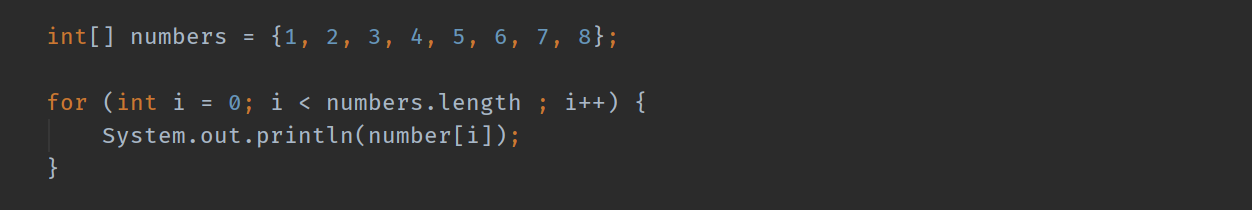 int[] numbers = {1, 2, 3, 4, 5, 6, 7, 8};
for (int i = 0; i < numbers.length ; i++) {
System.out.println(number[i]);
}